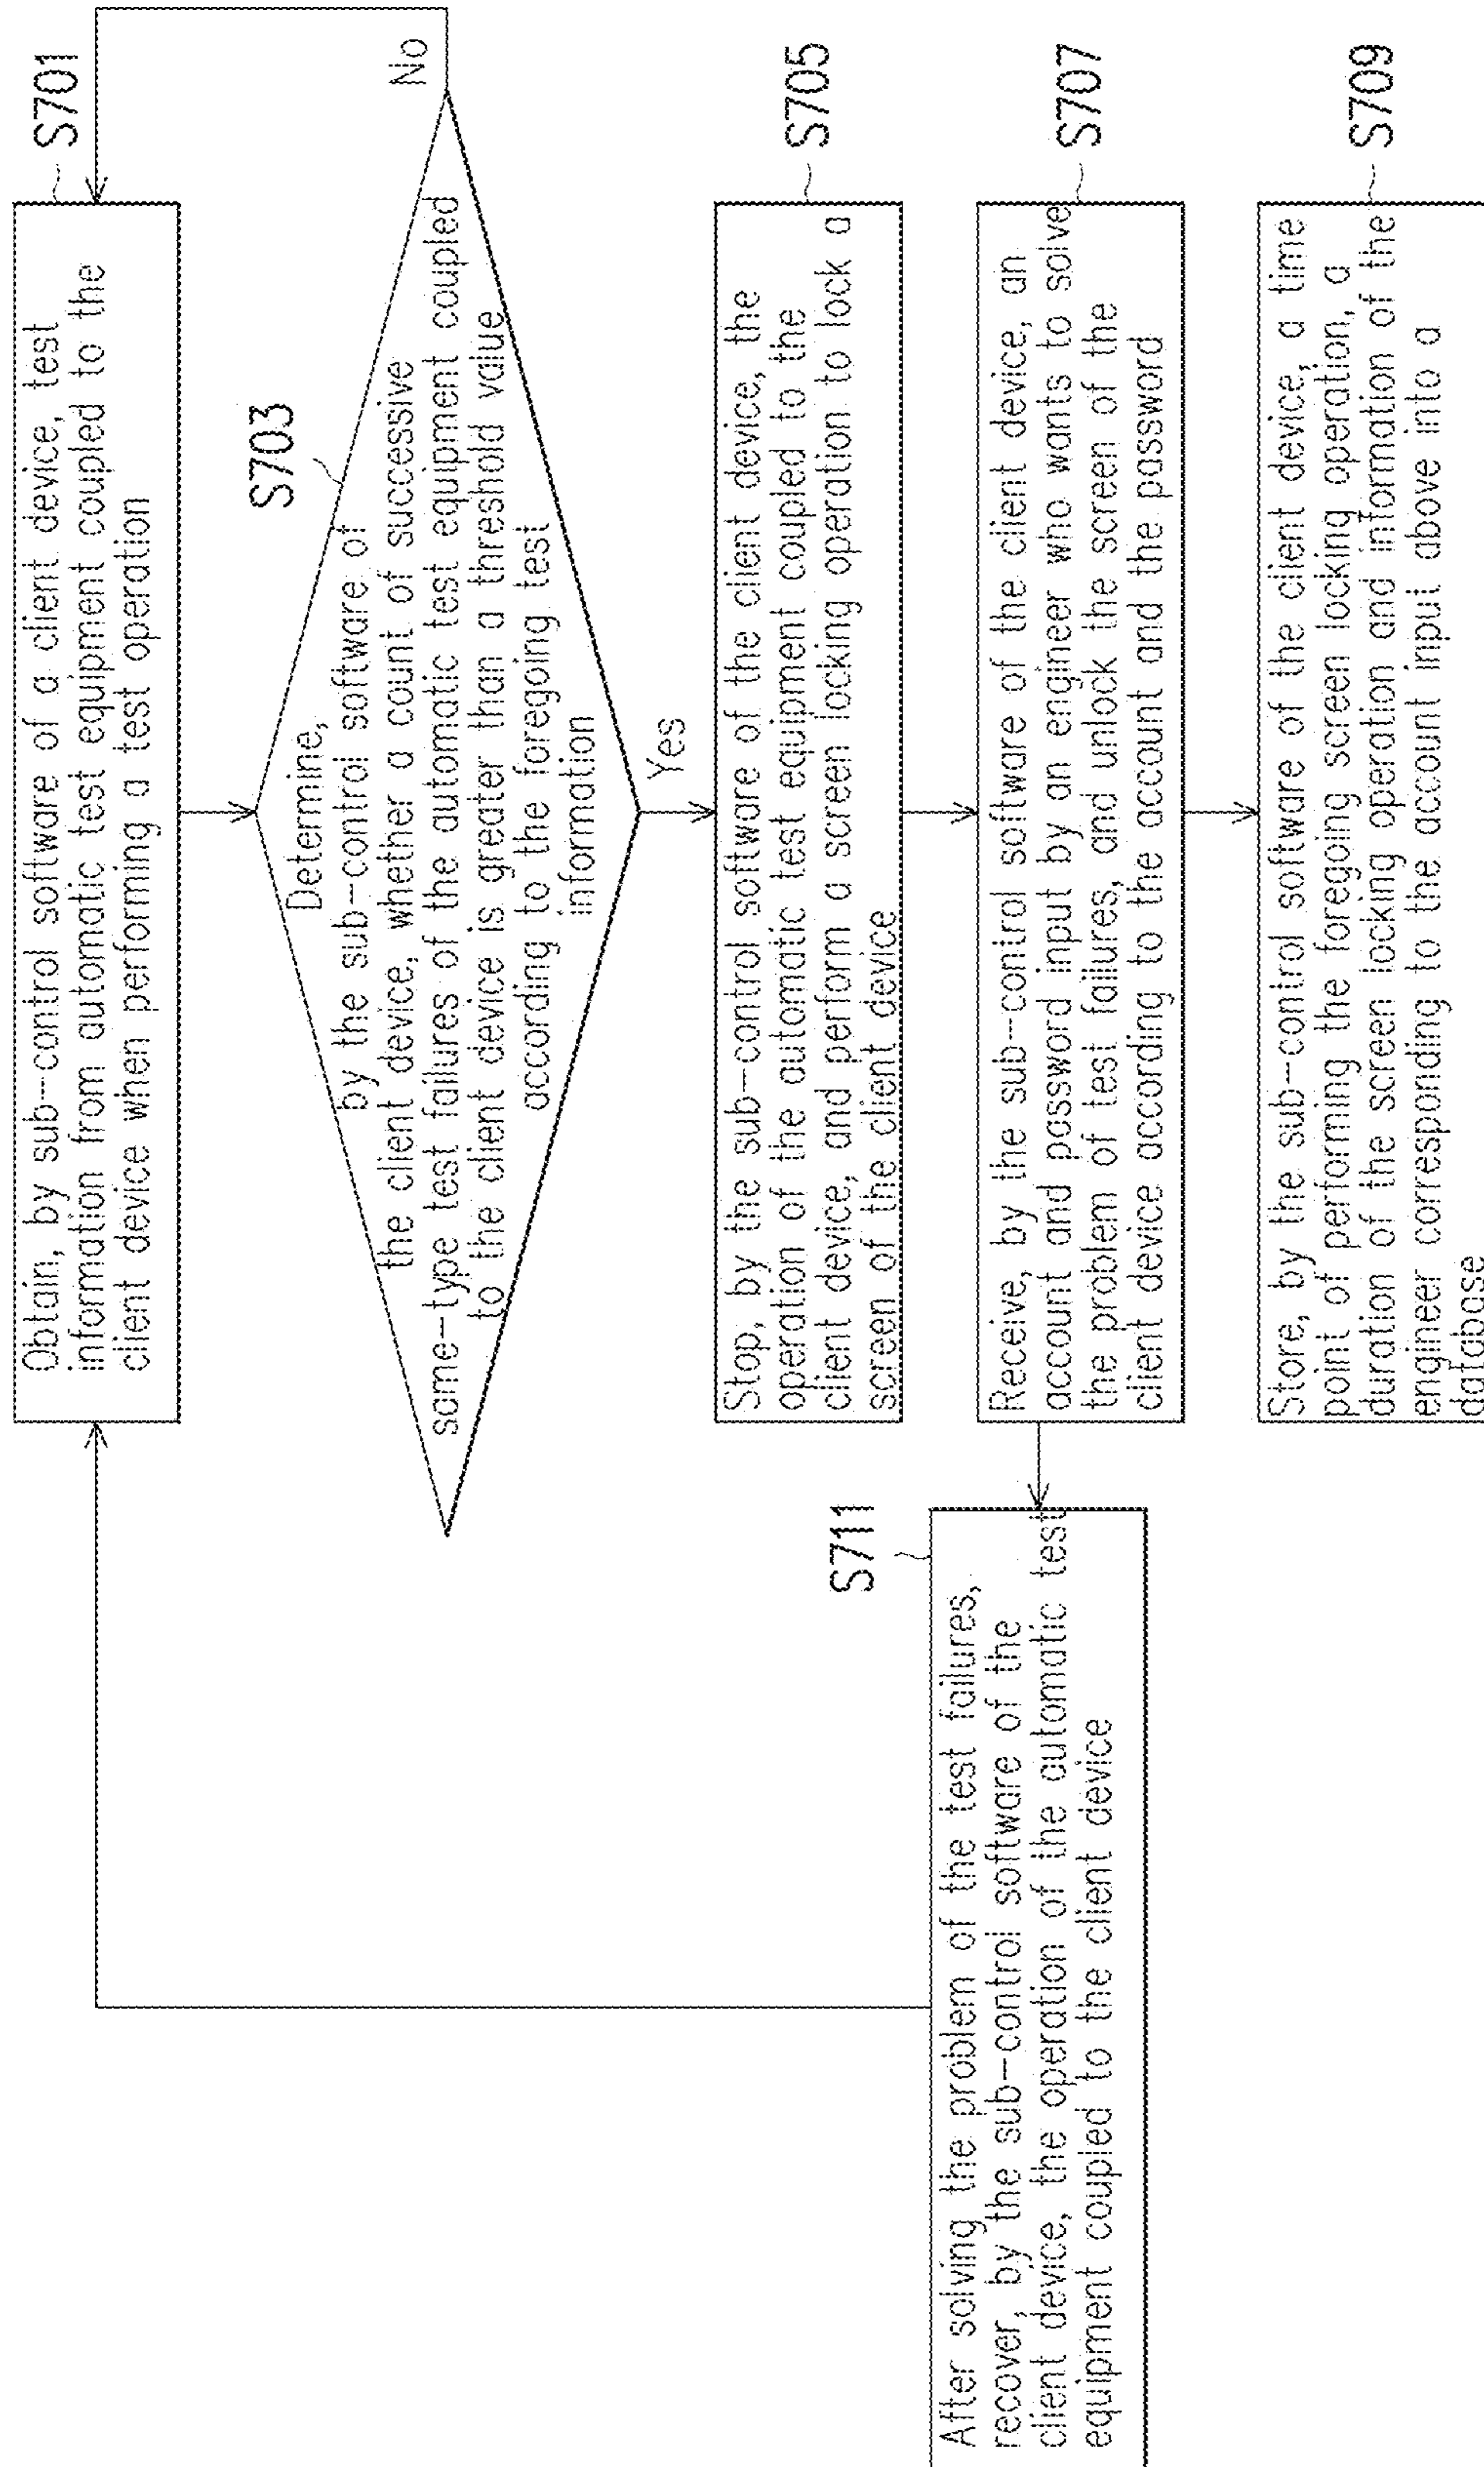 Obtain, by sub-control software of a client device, test
information from automatic test equipment coupled to the
client device when performing a test operation
S701
S703
Determine,
by the sub-control software of
the client device, whether a count of successive
same-type test failures of the automatic test equipment coupled
to the client device is greater than a threshold value
according to the foregoing test
information
No
Yes
Stop, by the sub-control software of the client device, the
operation of the automatic test equipment coupled to the
client device, and perform a screen locking operation to lock a
screen of the client device
S705
Receive, by the sub-control software of the client device, an
account and password input by an engineer who wants to solve
the problem of test failures, and unlock the screen of the
client device according to the account and the password
S707
Store, by the sub-control software of the client device, a time
point of performing the foregoing screen locking operation, a
duration of the screen locking operation and information of the
engineer corresponding to the account input above into a
database
S709
S711
After solving the problem of the test failures,
recover, by the sub-control software of the
client device, the operation of the automatic test
equipment coupled to the client device